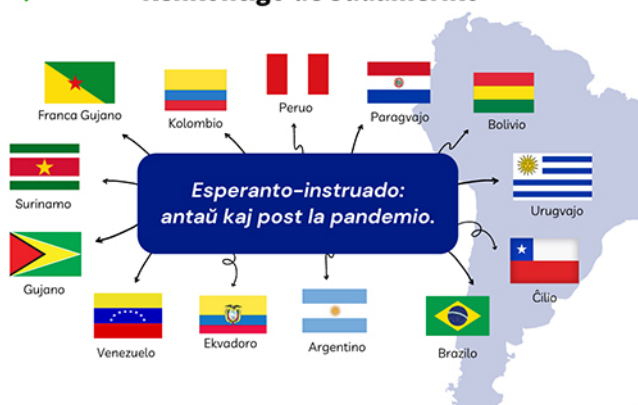 Franca Gujano
Kolombio
Peruo
Paragvajo
Bolivio
Surinamo
Esperanto-instruado:
antaŭ kaj post la pandemio.
Urugvajo
Gujano
Ĉilio
Venezuelo
Ekvadoro
Argentino
Brazilo